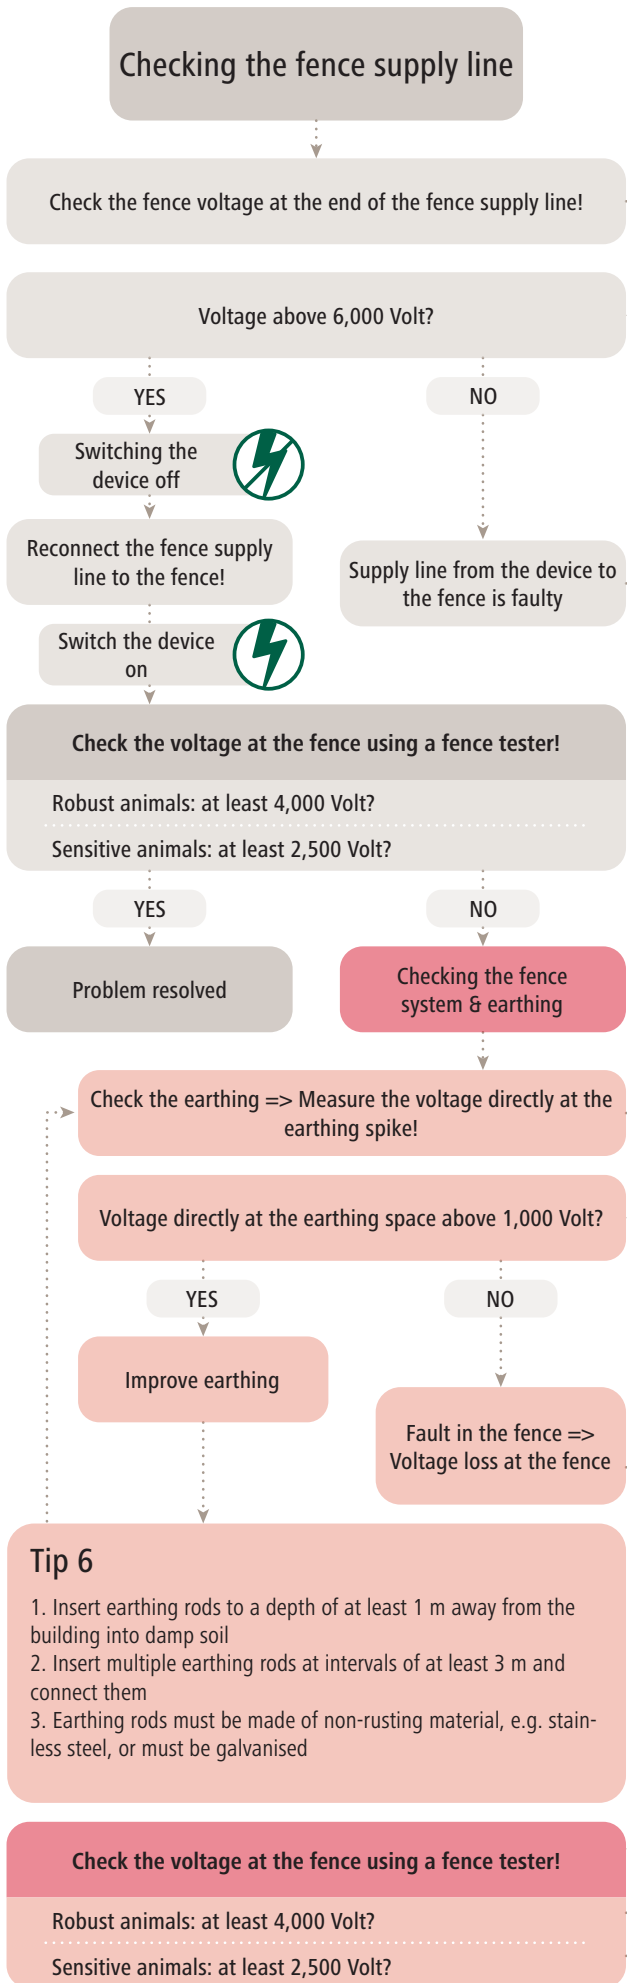 Checking the fence supply line
Check the fence voltage at the end of the fence supply line!
Voltage above 6,000 Volt?
YES
NO
Switching the
device off
Reconnect the fence supply
line to the fence!
Supply line from the device to
the fence is faulty
Switch the device
on
Check the voltage at the fence using a fence tester!
Robust animals: at least 4,000 Volt?
Sensitive animals: at least 2,500 Volt?
YES
NO
Problem resolved
Checking the fence
system & earthing
Check the earthing => Measure the voltage directly at the
earthing spike!
Voltage directly at the earthing space above 1,000 Volt?
YES
NO
Improve earthing
Fault in the fence =>
Voltage loss at the fence
Tip 6
1. Insert earthing rods to a depth of at least 1 m away from the
building into damp soil
2. Insert multiple earthing rods at intervals of at least 3 m and
connect them
3. Earthing rods must be made of non-rusting material, e.g. stain-
less steel, or must be galvanised
Check the voltage at the fence using a fence tester!
Robust animals: at least 4,000 Volt?
Sensitive animals: at least 2,500 Volt?